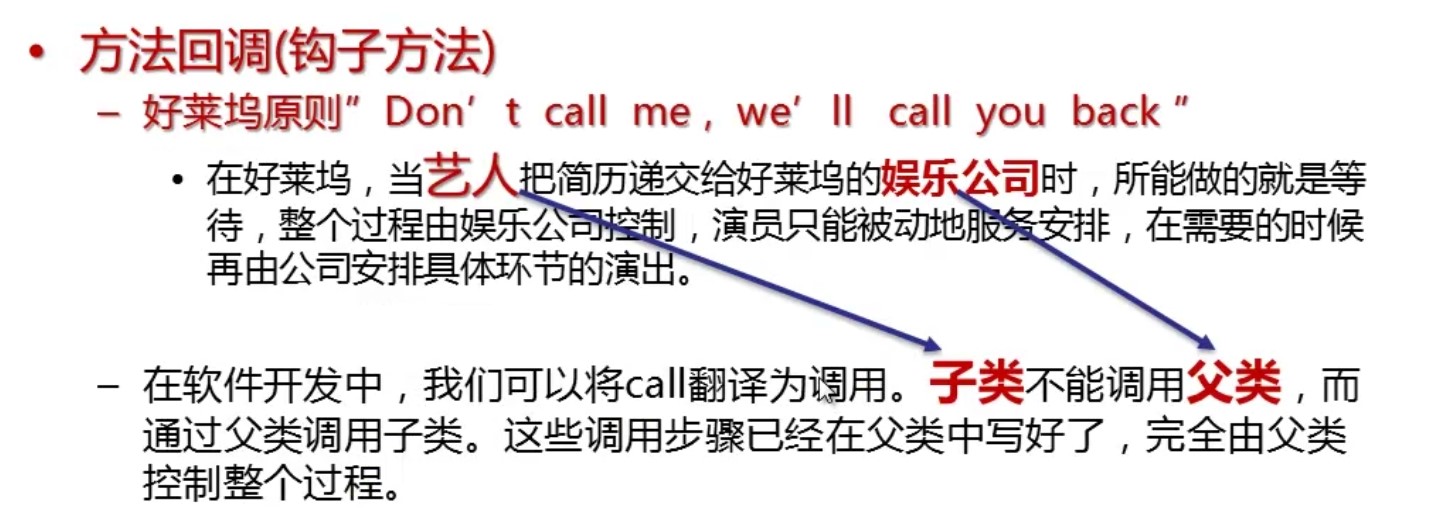 • 方法回调(钩子方法)
– 好莱坞原则” Don’t call me，we’ll call you back ”
• 在好莱坞，当艺人把简历递交给好莱坞的娱乐公司时，所能做的就是等
待，整个过程由娱乐公司控制，演员只能被动地服务安排，在需要的时候
再由公司安排具体环节的演出。
– 在软件开发中，我们可以将call翻译为调用。子类不能调用父类，而
通过父类调用子类。这些调用步骤已经在父类中写好了，完全由父类
控制整个过程。